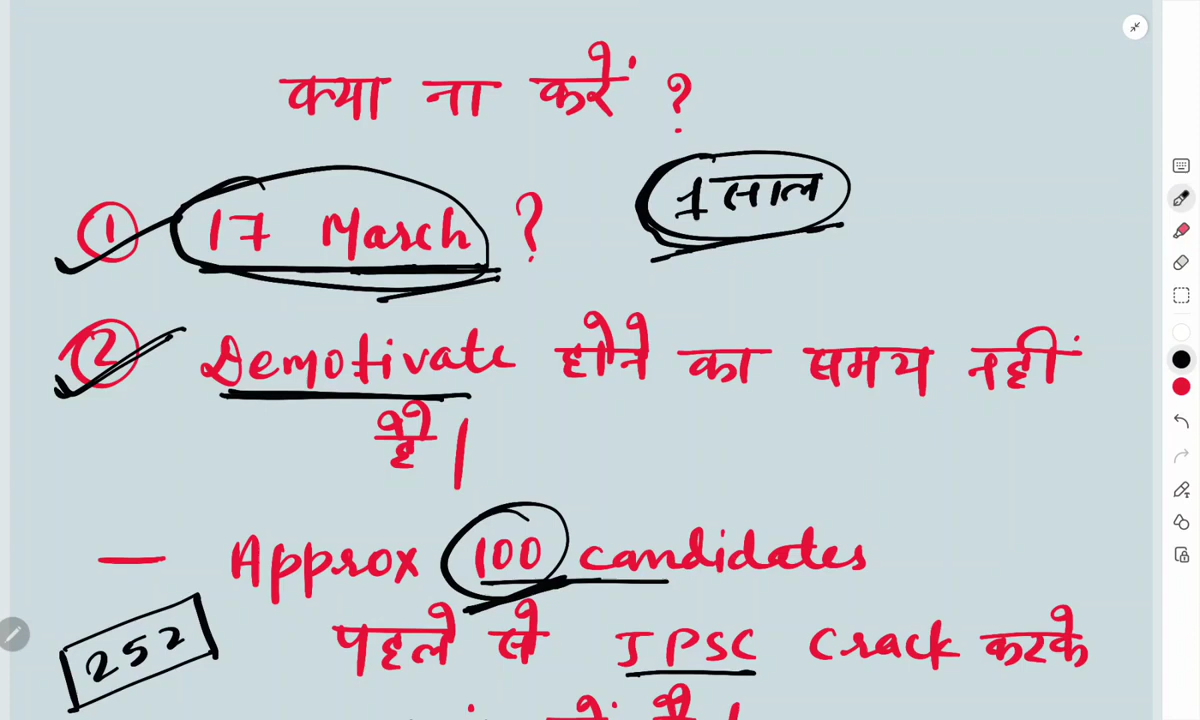 क्या ना करें ?
① 17 March ? 1 साल
② Demotivate होने का समय नहीं
है।
— Approx 100 candidates
252 पहले से JPSC Crack करके